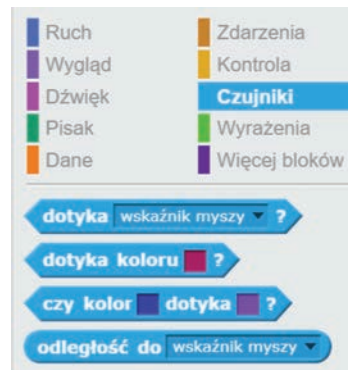 Ruch
Wygląd
Dźwięk
Pisak
Dane
Zdarzenia
Kontrola
Czujniki
Wyrażenia
Więcej bloków
dotyka wskaźnik myszy ?
dotyka koloru ?
czy kolor dotyka ?
odległość do wskaźnik myszy